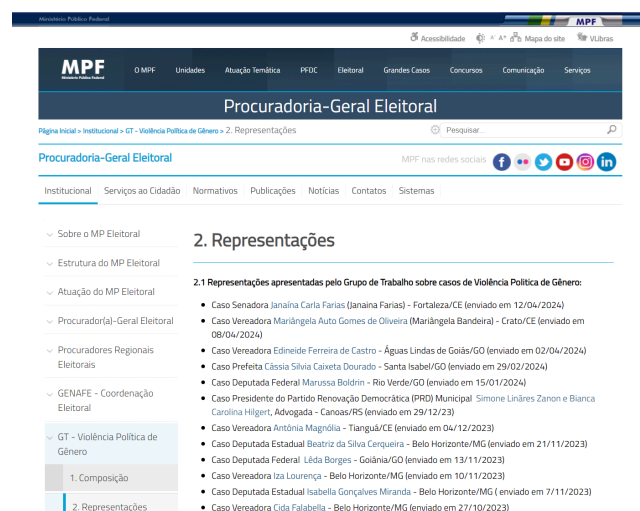 Ministério Público Federal
MPF
Acessibilidade A- A+ Mapa do site VLibras
MPF
Ministério Público Federal
O MPF Unidades Atuação Temática PFDC Eleitoral Grandes Casos Concursos Comunicação Serviços
Procuradoria-Geral Eleitoral
Página Inicial > Institucional > GT - Violência Política de Gênero > 2. Representações
Pesquisar...
Procuradoria-Geral Eleitoral
MPF nas redes sociais
Institucional Serviços ao Cidadão Normativos Publicações Notícias Contatos Sistemas
Sobre o MP Eleitoral
Estrutura do MP Eleitoral
Atuação do MP Eleitoral
Procurador(a)-Geral Eleitoral
Procuradores Regionais
Eleitorais
GENAFE - Coordenação
Eleitoral
GT - Violência Política de
Gênero
1. Composição
2. Representações
2. Representações
2.1 Representações apresentadas pelo Grupo de Trabalho sobre casos de Violência Politica de Gênero:
Caso Senadora Janaína Carla Farias (Janaina Farias) - Fortaleza/CE (enviado em 12/04/2024)
Caso Vereadora Mariângela Auto Gomes de Oliveira (Mariângela Bandeira) - Crato/CE (enviado em
08/04/2024)
Caso Vereadora Edineide Ferreira de Castro - Águas Lindas de Goiás/GO (enviado em 02/04/2024)
Caso Prefeita Cássia Silvia Caixeta Dourado - Santa Isabel/GO (enviado em 29/02/2024)
Caso Deputada Federal Marussa Boldrin - Rio Verde/GO (enviado em 15/01/2024)
Caso Presidente do Partido Renovação Democrática (PRD) Municipal Simone Lináres Zanon e Bianca
Carolina Hilgert, Advogada - Canoas/RS (enviado em 29/12/23)
Caso Vereadora Antônia Magnólia - Tianguá/CE (enviado em 04/12/2023)
Caso Deputada Estadual Beatriz da Silva Cerqueira - Belo Horizonte/MG (enviado em 21/11/2023)
Caso Deputada Federal Lêda Borges - Goiânia/GO (enviado em 13/11/2023)
Caso Vereadora Iza Lourença - Belo Horizonte/MG (enviado em 10/11/2023)
Caso Deputada Estadual Isabella Gonçalves Miranda - Belo Horizonte/MG ( enviado em 7/11/2023)
Caso Vereadora Cida Falabella - Belo Horizonte/MG (enviado em 27/10/2023)